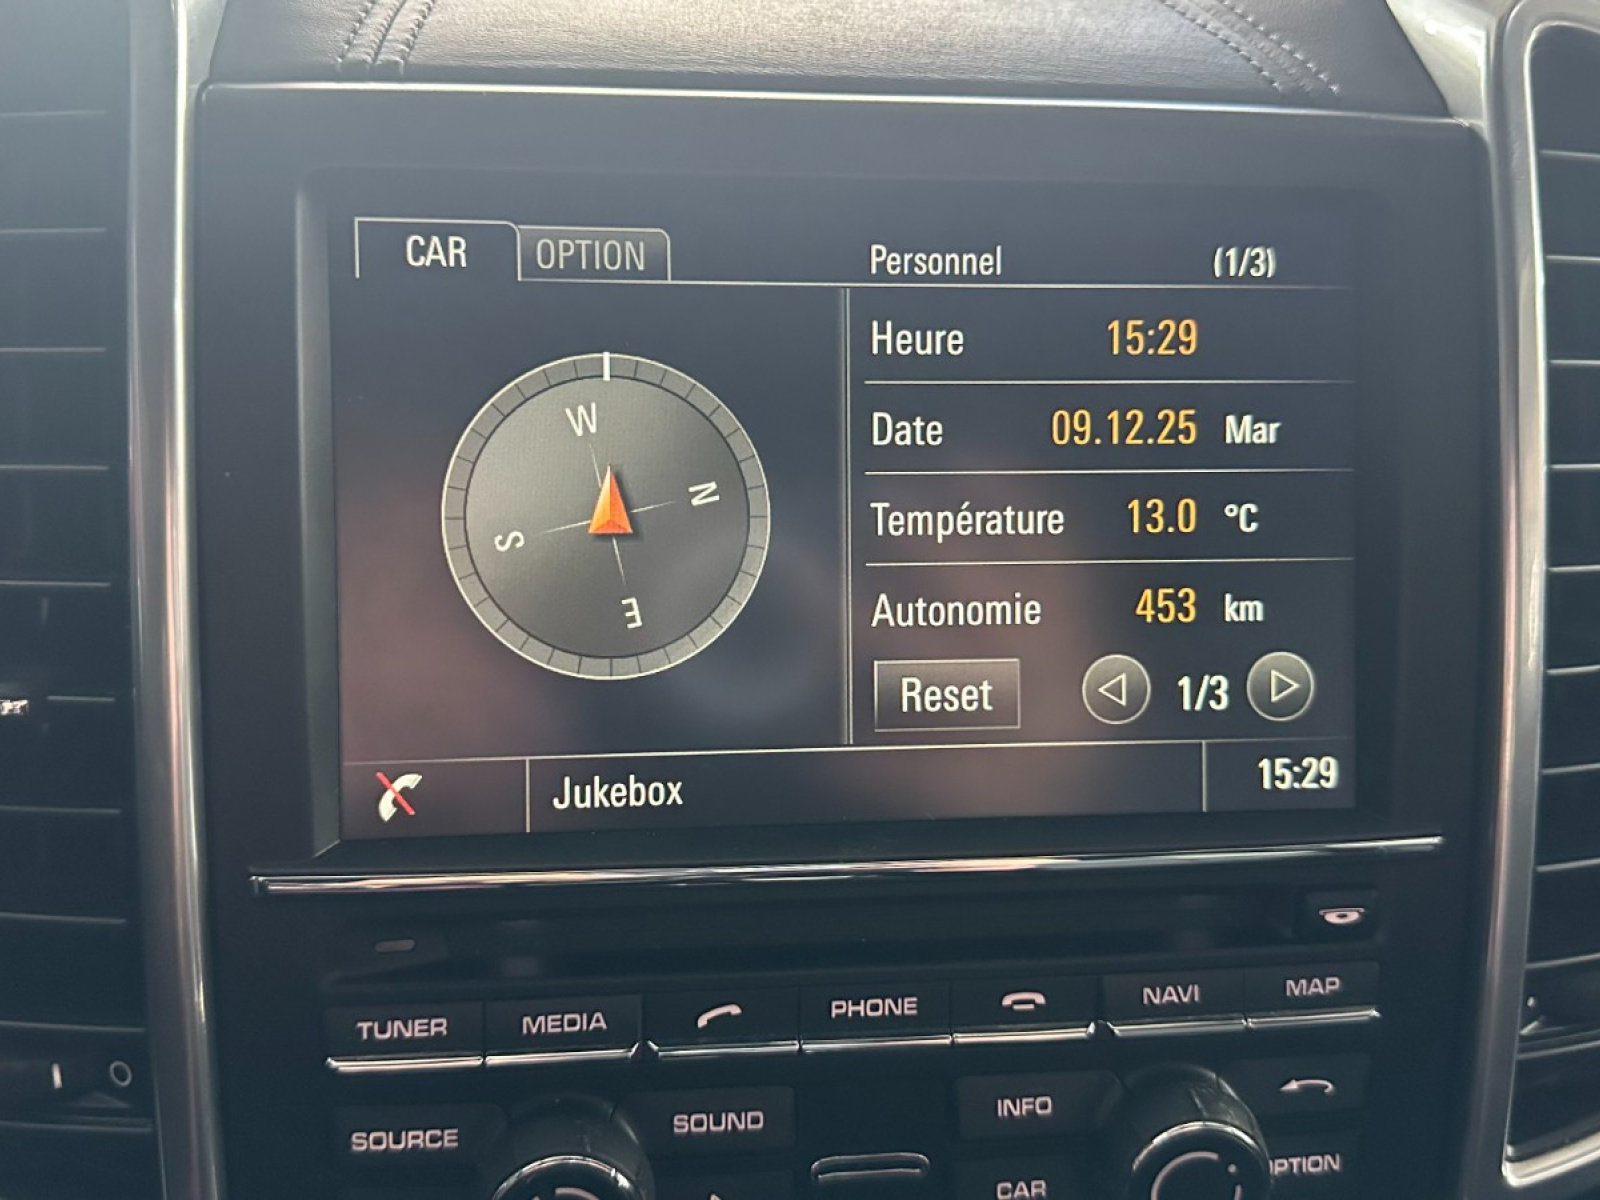 CAR OPTION Personnel (1/3)
Heure 15:29
Date 09.12.25 Mar
Température 13.0 °C
Autonomie 453 km
W
N
S
E
Reset 1/3
Jukebox 15:29
TUNER MEDIA PHONE NAVI MAP
SOURCE SOUND INFO
CAR OPTION